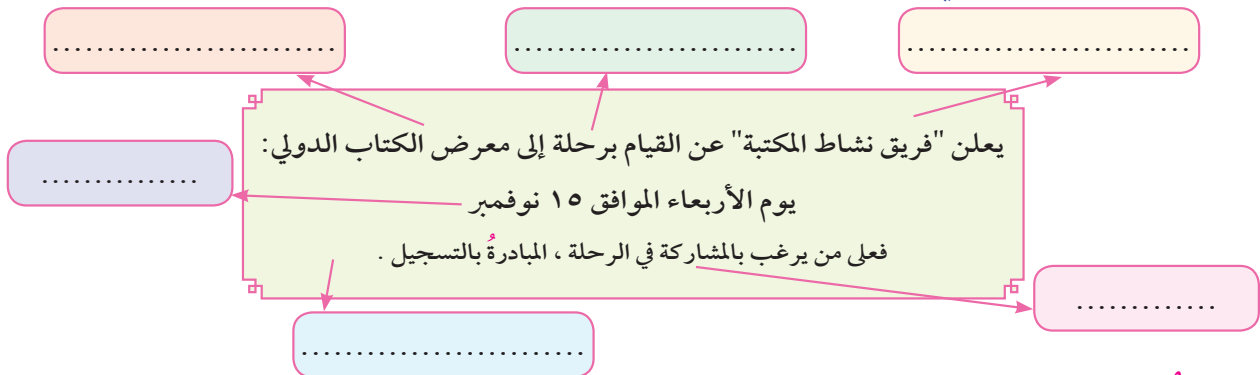 ..........................
..........................
..........................
يعلن "فريق نشاط المكتبة" عن القيام برحلة إلى معرض الكتاب الدولي:
...............
يوم الأربعاء الموافق ١٥ نوفمبر
فعلى من يرغب بالمشاركة في الرحلة ، المبادرةُ بالتسجيل .
.............
..........................